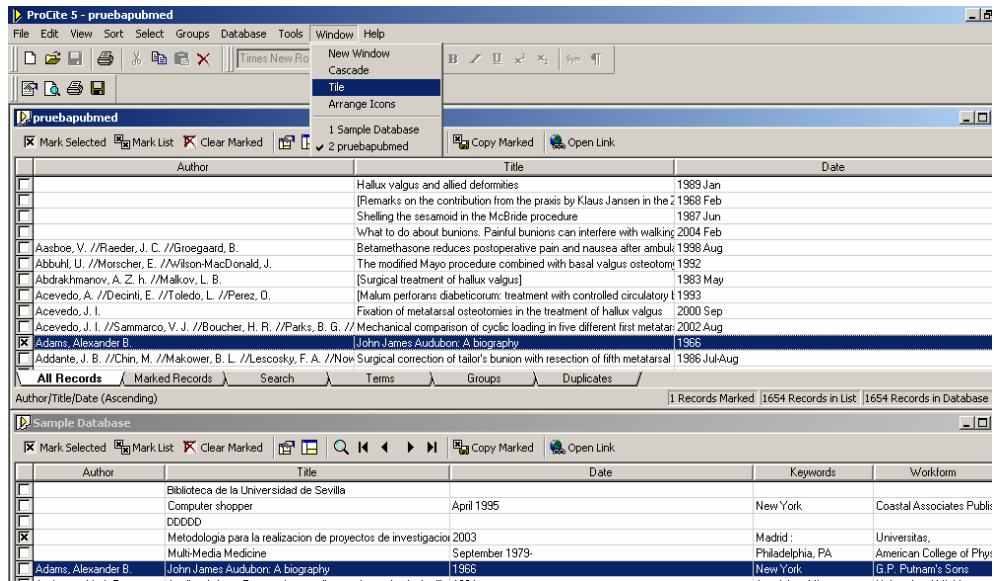 ProCite 5 - pruebapubmed
File Edit View Sort Select Groups Database Tools Window Help
Times New Ro B Z U x² x₂ Sym ¶
New Window
Cascade
Tile
Arrange Icons
1 Sample Database
✓ 2 pruebapubmed
pruebapubmed
Mark Selected Mark List Clear Marked Copy Marked Open Link
Author Title Date
Hallux valgus and allied deformities 1989 Jan
[Remarks on the contribution from the praxis by Klaus Jansen in the 2 1968 Feb
Shelling the sesamoid in the McBride procedure 1987 Jun
What to do about bunions. Painful bunions can interfere with walking 2004 Feb
Aasboe, V. //Raeder, J. C. //Groegaard, B. Betamethasone reduces postoperative pain and nausea after ambula 1998 Aug
Abbuhl, U. //Morscher, E. //Wilson-MacDonald, J. The modified Mayo procedure combined with basal valgus osteotom 1992
Abdrakhmanov, A. Z. h. //Malkov, L. B. [Surgical treatment of hallux valgus] 1983 May
Acevedo, A. //Decinti, E. //Toledo, L. //Perez, O. [Malum perforans diabeticorum: treatment with controlled circulatory b 1993
Acevedo, J. I. Fixation of metatarsal osteotomies in the treatment of hallux valgus 2000 Sep
Acevedo, J. I. //Sammarco, V. J. //Boucher, H. R. //Parks, B. G. // Mechanical comparison of cyclic loading in five different first metatar: 2002 Aug
Adams, Alexander B. John James Audubon: A biography 1966
Addante, J. B. //Chin, M. //Makower, B. L. //Lescosky, F. A. //Nov Surgical correction of tailor's bunion with resection of fifth metatarsal 1986 Jul-Aug
All Records Marked Records Search Terms Groups Duplicates
Author/Title/Date (Ascending) 1 Records Marked 1654 Records in List 1654 Records in Database
Sample Database
Mark Selected Mark List Clear Marked Copy Marked Open Link
Author Title Date Keywords Workform
Biblioteca de la Universidad de Sevilla
Computer shopper April 1995 New York Coastal Associates Publis
DDDDD
Metodologia para la realizacion de proyectos de investigacion 2003 Madrid : Universitas,
Multi-Media Medicine September 1979- Philadelphia, PA American College of Phys
Adams, Alexander B. John James Audubon: A biography 1966 New York G.P. Putnam's Sons